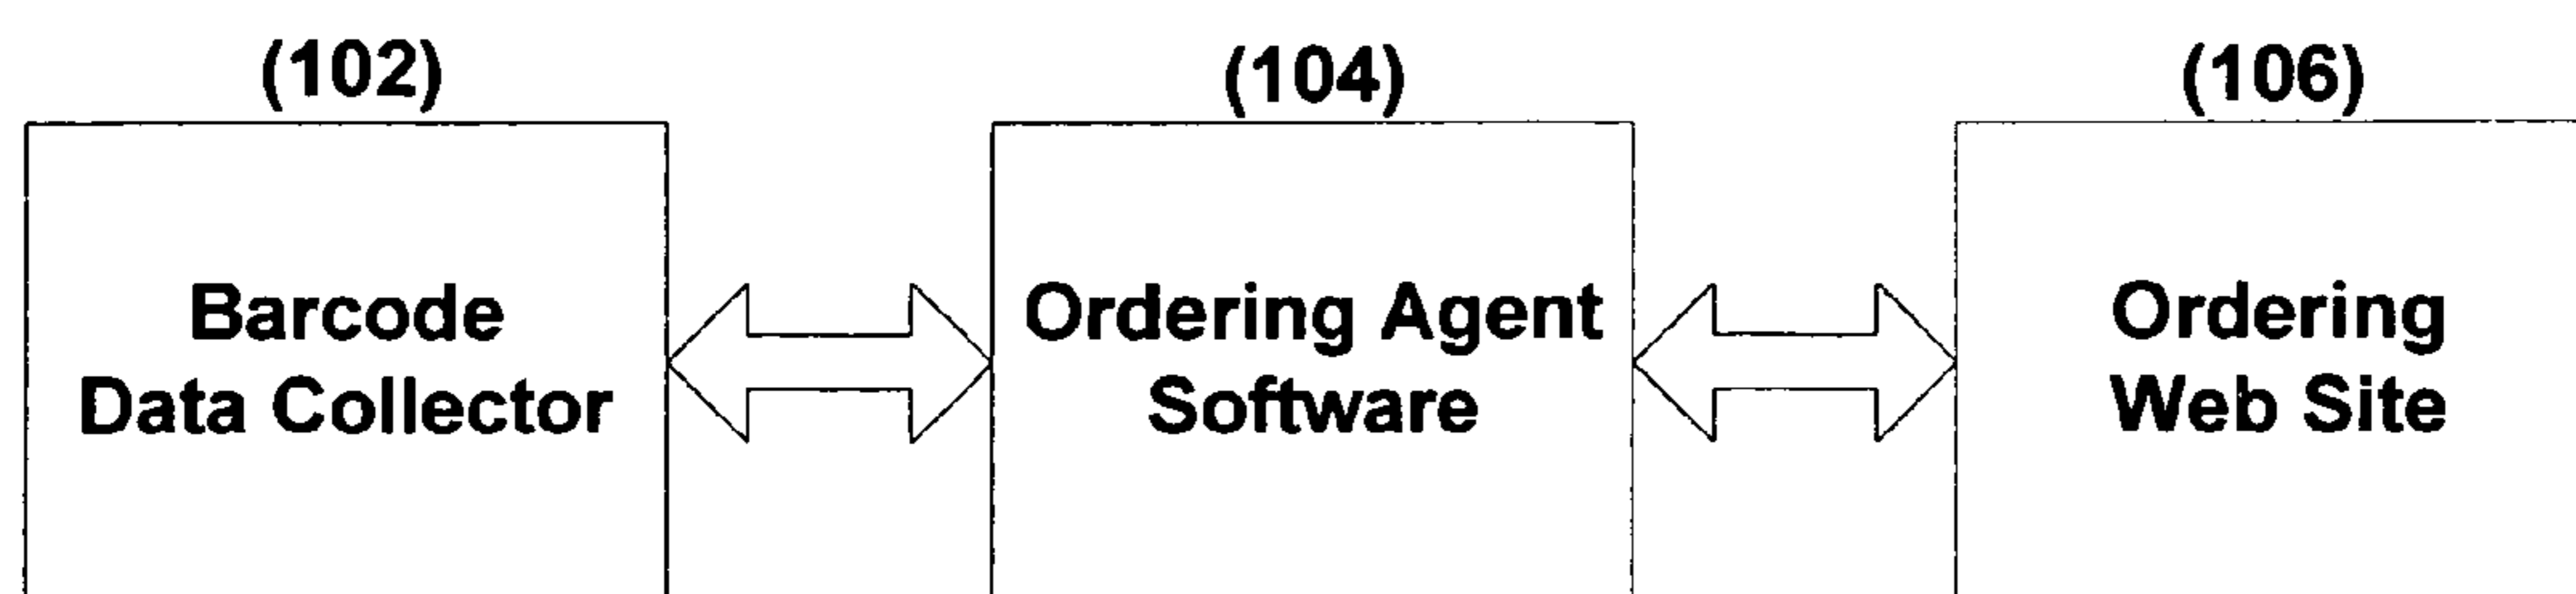 (102)
(104)
(106)
Barcode
Data Collector
Ordering Agent
Software
Ordering
Web Site